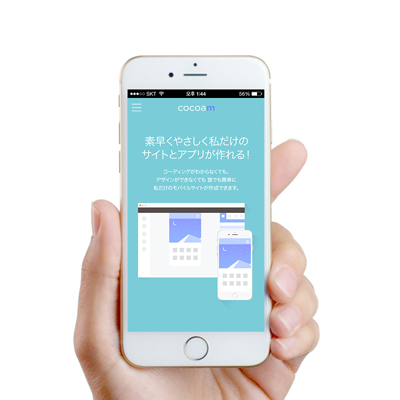 SKT 오후 1:44 56%
cocoam
素早くやさしく私だけの
サイトとアプリが作れる!
コーディングがわからなくても、
デザインができなくても 誰でも簡単に
私だけのモバイルサイトが作成できます。